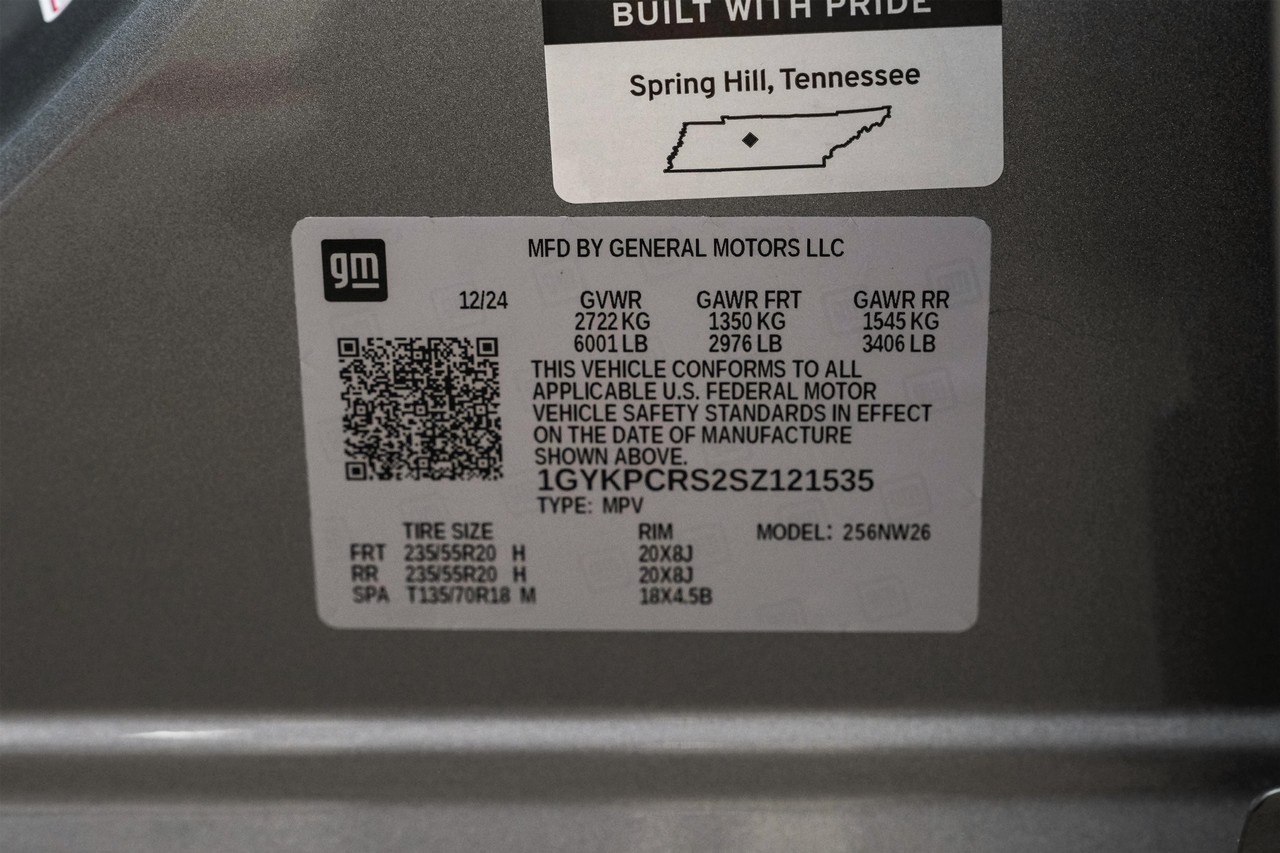 BUILT WITH PRIDE
Spring Hill, Tennessee
gm
MFD BY GENERAL MOTORS LLC
12/24 GVWR GAWR FRT GAWR RR
2722 KG 1350 KG 1545 KG
6001 LB 2976 LB 3406 LB
THIS VEHICLE CONFORMS TO ALL
APPLICABLE U.S. FEDERAL MOTOR
VEHICLE SAFETY STANDARDS IN EFFECT
ON THE DATE OF MANUFACTURE
SHOWN ABOVE.
1GYKPCRS2SZ121535
TYPE: MPV
TIRE SIZE RIM MODEL: 256NW26
FRT 235/55R20 H 20X8J
RR 235/55R20 H 20X8J
SPA T135/70R18 M 18X4.5B